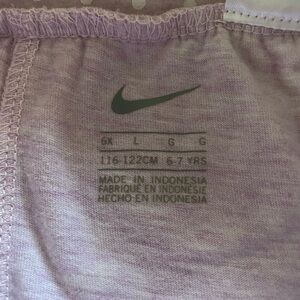 6X L G G
116-122CM 6-7 YRS
MADE IN INDONESIA
FABRIQUÉ EN INDONÉSIE
HECHO EN INDONESIA